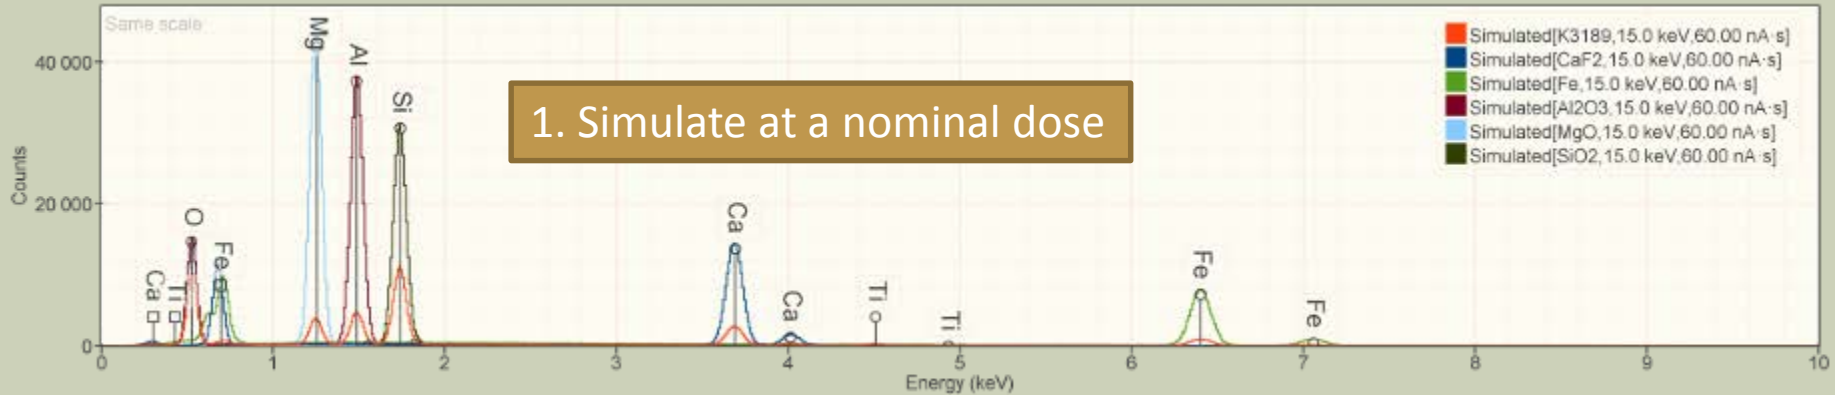 Same scale
Counts
40 000
20 000
0
Ca
Ti
O
Fe
Mg
Al
Si
1. Simulate at a nominal dose
Ca
Ca
Ti
Ti
Fe
Fe
Simulated[K3189,15.0 keV,60.00 nA·s]
Simulated[CaF2,15.0 keV,60.00 nA·s]
Simulated[Fe,15.0 keV,60.00 nA·s]
Simulated[Al2O3,15.0 keV,60.00 nA·s]
Simulated[MgO,15.0 keV,60.00 nA·s]
Simulated[SiO2,15.0 keV,60.00 nA·s]
0 1 2 3 4 5 6 7 8 9 10
Energy (keV)